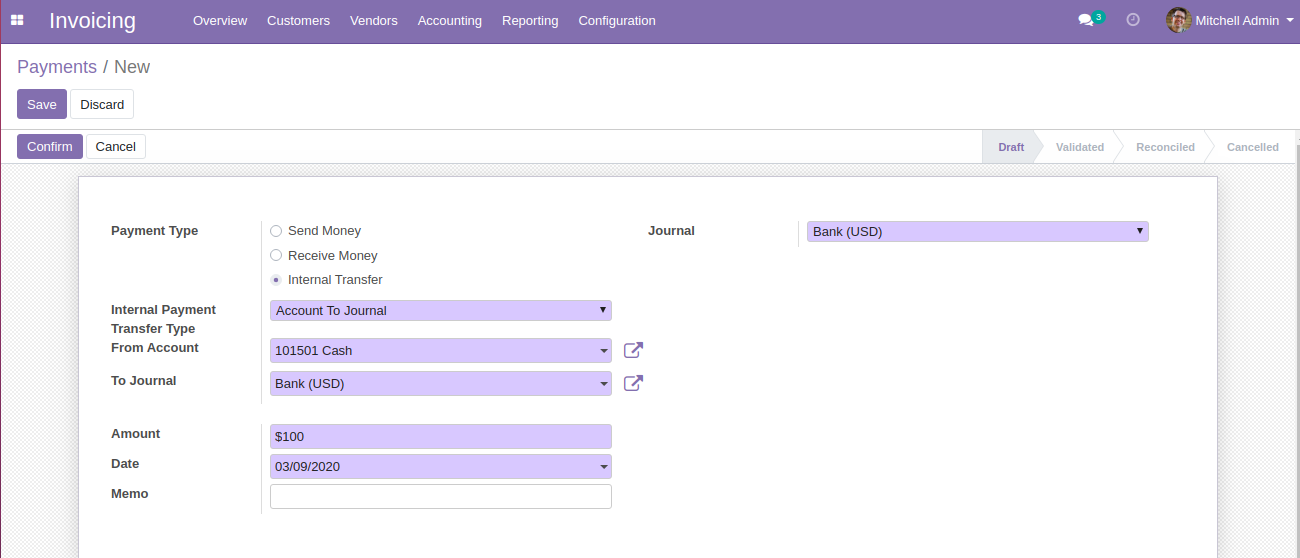 Invoicing Overview Customers Vendors Accounting Reporting Configuration 3 Mitchell Admin
Payments / New
Save Discard
Confirm Cancel Draft Validated Reconciled Cancelled
Payment Type Send Money Journal Bank (USD)
Receive Money
Internal Transfer
Internal Payment Account To Journal
Transfer Type
From Account 101501 Cash
To Journal Bank (USD)
Amount $100
Date 03/09/2020
Memo